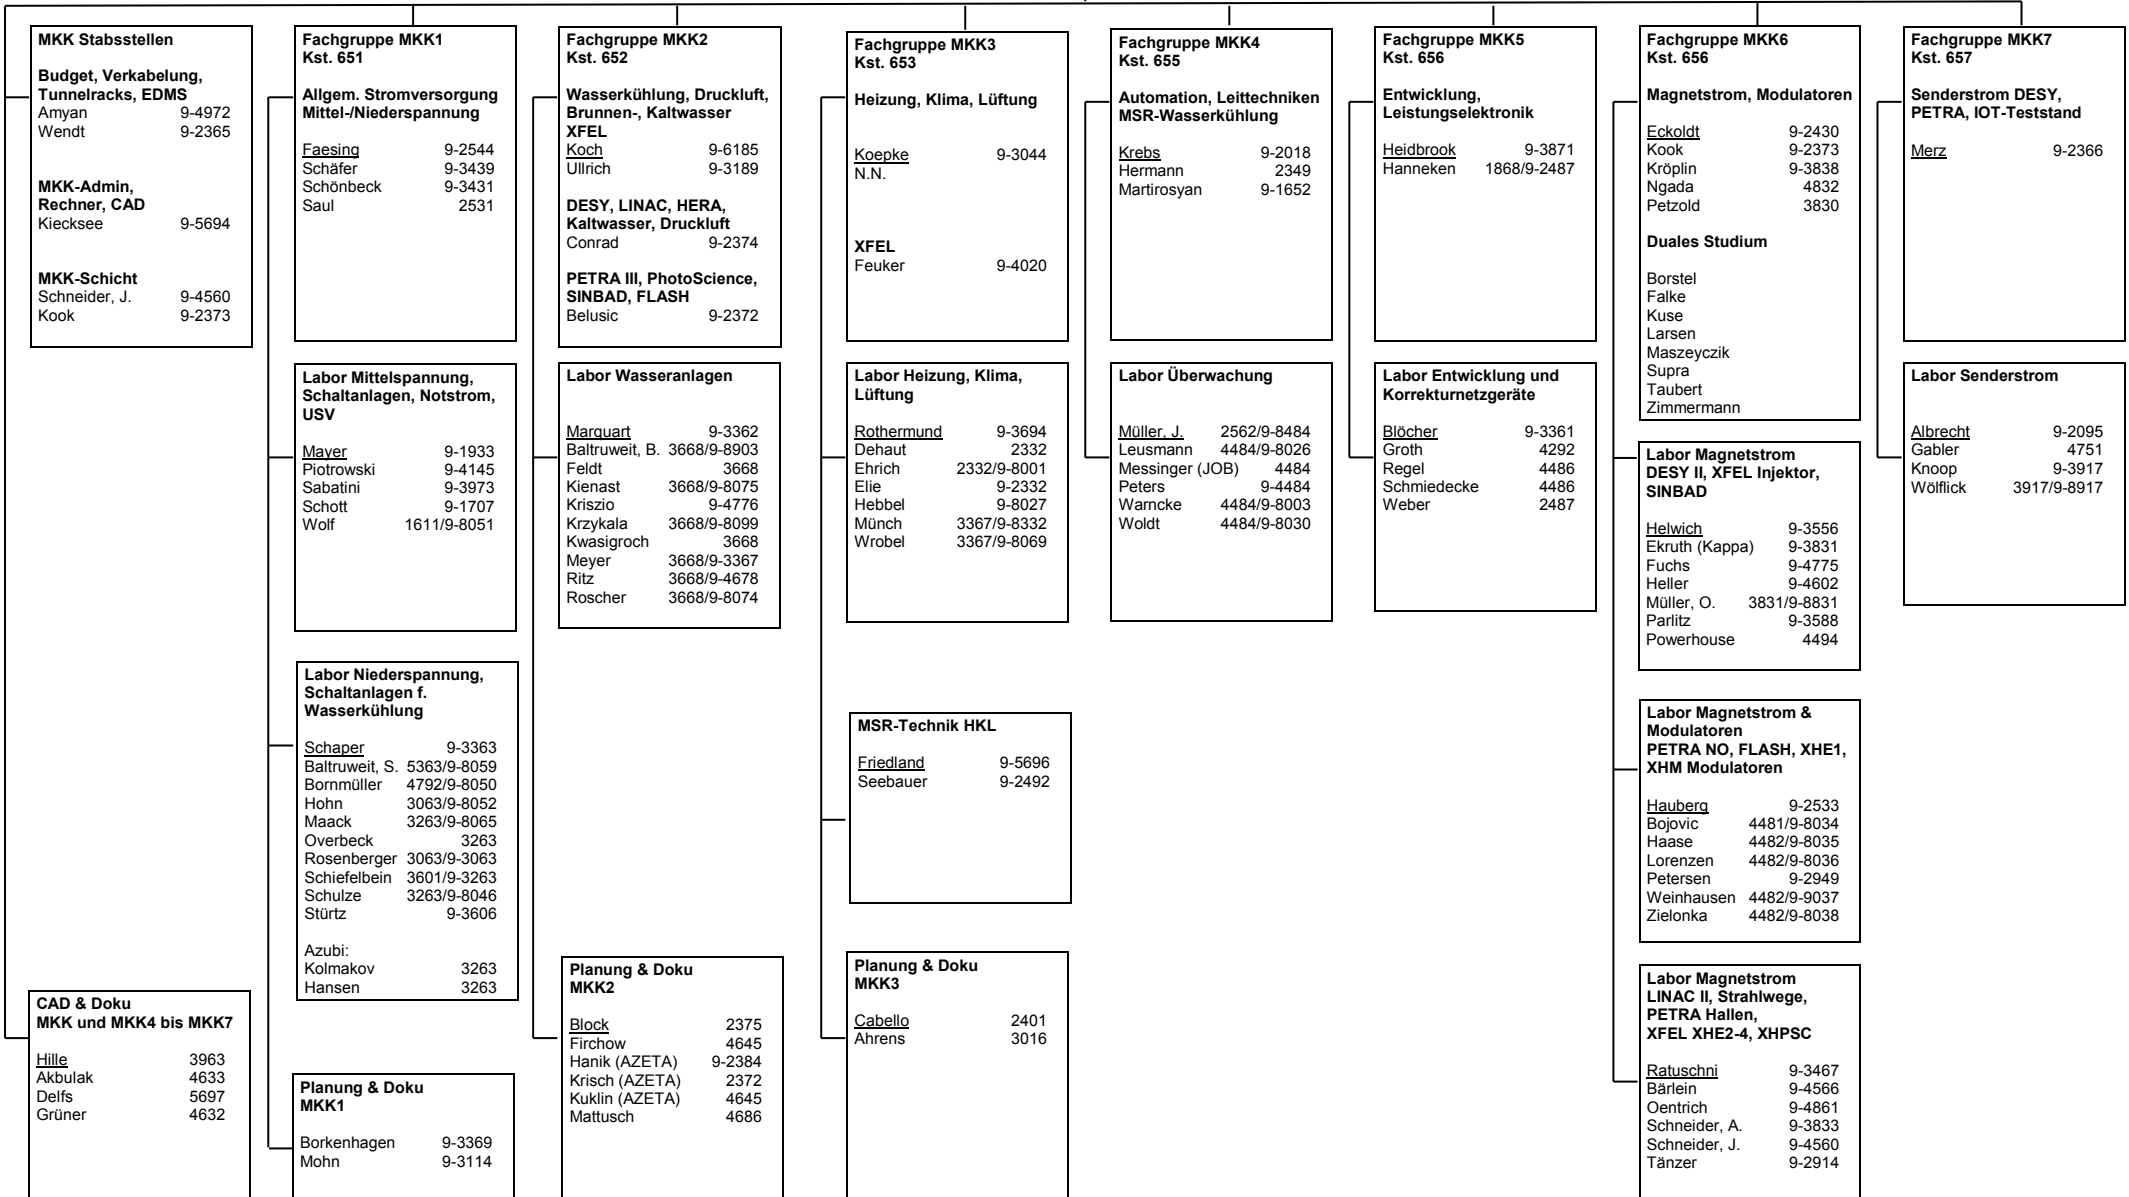 MKK Stabsstellen
Budget, Verkabelung,
Tunnelracks, EDMS
Amyan 9-4972
Wendt 9-2365
MKK-Admin,
Rechner, CAD
Kiecksee 9-5694
MKK-Schicht
Schneider, J. 9-4560
Kook 9-2373
CAD & Doku
MKK und MKK4 bis MKK7
Hille 3963
Akbulak 4633
Delfs 5697
Grüner 4632
Fachgruppe MKK1
Kst. 651
Allgem. Stromversorgung
Mittel-/Niederspannung
Faesing 9-2544
Schäfer 9-3439
Schönbeck 9-3431
Saul 2531
Labor Mittelspannung,
Schaltanlagen, Notstrom,
USV
Mayer 9-1933
Piotrowski 9-4145
Sabatini 9-3973
Schott 9-1707
Wolf 1611/9-8051
Labor Niederspannung,
Schaltanlagen f.
Wasserkühlung
Schaper 9-3363
Baltruweit, S. 5363/9-8059
Bornmüller 4792/9-8050
Hohn 3063/9-8052
Maack 3263/9-8065
Overbeck 3263
Rosenberger 3063/9-3063
Schiefelbein 3601/9-3263
Schulze 3263/9-8046
Stürtz 9-3606
Azubi:
Kolmakov 3263
Hansen 3263
Planung & Doku
MKK1
Borkenhagen 9-3369
Mohn 9-3114
Fachgruppe MKK2
Kst. 652
Wasserkühlung, Druckluft,
Brunnen-, Kaltwasser
XFEL
Koch 9-6185
Ullrich 9-3189
DESY, LINAC, HERA,
Kaltwasser, Druckluft
Conrad 9-2374
PETRA III, PhotoScience,
SINBAD, FLASH
Belusic 9-2372
Labor Wasseranlagen
Marquart 9-3362
Baltruweit, B. 3668/9-8903
Feldt 3668
Kienast 3668/9-8075
Kriszio 9-4776
Krzykala 3668/9-8099
Kwasigroch 3668
Meyer 3668/9-3367
Ritz 3668/9-4678
Roscher 3668/9-8074
Planung & Doku
MKK2
Block 2375
Firchow 4645
Hanik (AZETA) 9-2384
Krisch (AZETA) 2372
Kuklin (AZETA) 4645
Mattusch 4686
Fachgruppe MKK3
Kst. 653
Heizung, Klima, Lüftung
Koepke 9-3044
N.N.
XFEL
Feuker 9-4020
Labor Heizung, Klima,
Lüftung
Rothermund 9-3694
Dehaut 2332
Ehrich 2332/9-8001
Elie 9-2332
Hebbel 9-8027
Münch 3367/9-8332
Wrobel 3367/9-8069
MSR-Technik HKL
Friedland 9-5696
Seebauer 9-2492
Planung & Doku
MKK3
Cabello 2401
Ahrens 3016
Fachgruppe MKK4
Kst. 655
Automation, Leittechniken
MSR-Wasserkühlung
Krebs 9-2018
Hermann 2349
Martirosyan 9-1652
Labor Überwachung
Müller, J. 2562/9-8484
Leusmann 4484/9-8026
Messinger (JOB) 4484
Peters 9-4484
Warncke 4484/9-8003
Woldt 4484/9-8030
Fachgruppe MKK5
Kst. 656
Entwicklung,
Leistungselektronik
Heidbrook 9-3871
Hanneken 1868/9-2487
Labor Entwicklung und
Korrekturnetzgeräte
Blöcher 9-3361
Groth 4292
Regel 4486
Schmiedecke 4486
Weber 2487
Fachgruppe MKK6
Kst. 656
Magnetstrom, Modulatoren
Eckoldt 9-2430
Kook 9-2373
Kröplin 9-3838
Ngada 4832
Petzold 3830
Duales Studium
Borstel
Falke
Kuse
Larsen
Maszeyczik
Supra
Taubert
Zimmermann
Labor Magnetstrom
DESY II, XFEL Injektor,
SINBAD
Helwich 9-3556
Ekruth (Kappa) 9-3831
Fuchs 9-4775
Heller 9-4602
Müller, O. 3831/9-8831
Parlitz 9-3588
Powerhouse 4494
Labor Magnetstrom &
Modulatoren
PETRA NO, FLASH, XHE1,
XHM Modulatoren
Hauberg 9-2533
Bojovic 4481/9-8034
Haase 4482/9-8035
Lorenzen 4482/9-8036
Petersen 9-2949
Weinhausen 4482/9-9037
Zielonka 4482/9-8038
Labor Magnetstrom
LINAC II, Strahlwege,
PETRA Hallen,
XFEL XHE2-4, XHPSC
Ratuschni 9-3467
Bärlein 9-4566
Oentrich 9-4861
Schneider, A. 9-3833
Schneider, J. 9-4560
Tänzer 9-2914
Fachgruppe MKK7
Kst. 657
Senderstrom DESY,
PETRA, IOT-Teststand
Merz 9-2366
Labor Senderstrom
Albrecht 9-2095
Gabler 4751
Knoop 9-3917
Wölflick 3917/9-8917